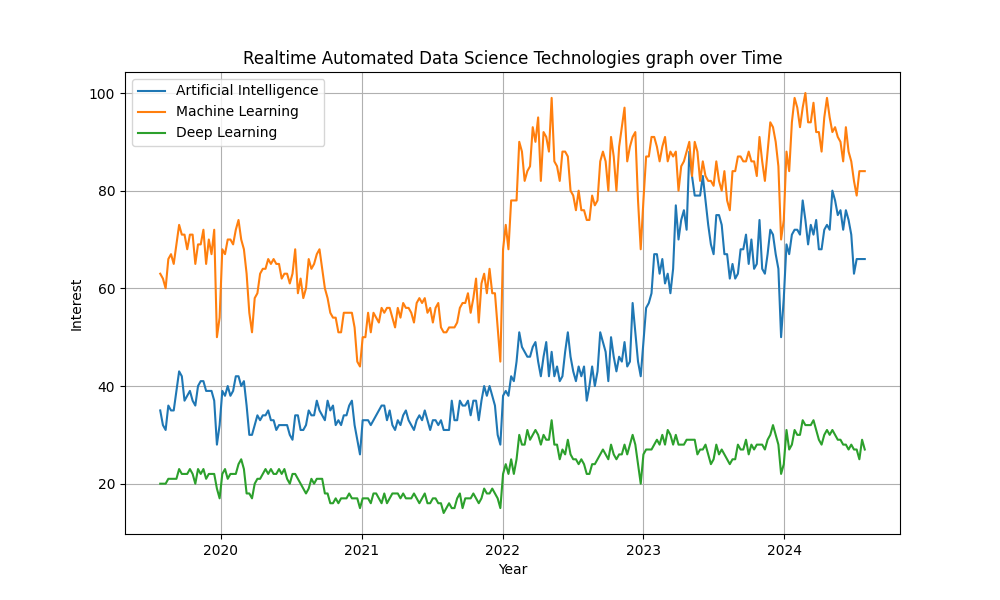 Realtime Automated Data Science Technologies graph over Time
Artificial Intelligence
Machine Learning
Deep Learning
100
80
60
40
20
Interest
2020 2021 2022 2023 2024
Year